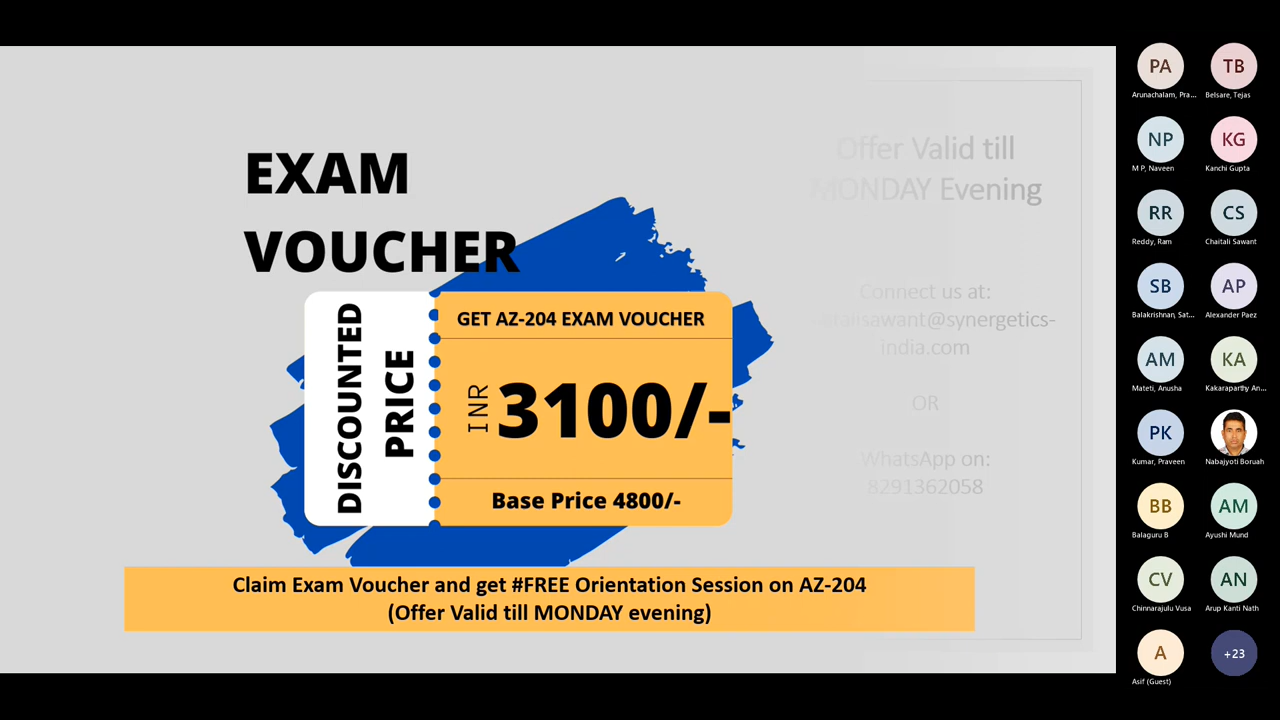 EXAM
VOUCHER
DISCOUNTED
PRICE
GET AZ-204 EXAM VOUCHER
INR 3100/-
Base Price 4800/-
Claim Exam Voucher and get #FREE Orientation Session on AZ-204
(Offer Valid till MONDAY evening)
Offer Valid till
MONDAY Evening
Connect us at:
india.com
OR
WhatsApp on:
8291362058
PA
TB
Arunachalam, Pra...
Belsare, Tejas
NP
KG
M P, Naveen
Kanchi Gupta
RR
CS
Reddy, Ram
Chaitali Sawant
SB
AP
Balakrishnan, Sat...
Alexander Paez
AM
KA
Mateti, Anusha
Kakaraparthy An...
PK
Kumar, Praveen
Nabajyoti Boruah
BB
AM
Balaguru B
Ayushi Mund
CV
AN
Chinnarajulu Vusa
Arup Kanti Nath
A
+23
Asif (Guest)